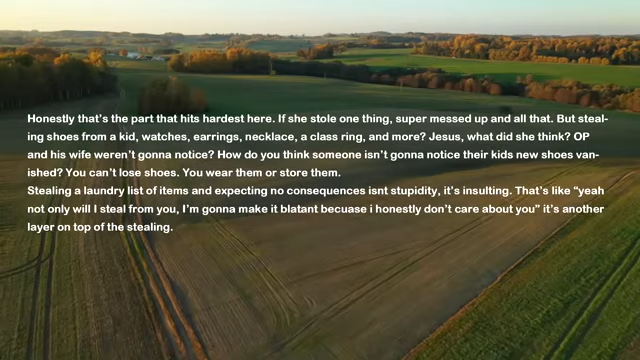 Honestly that's the part that hits hardest here. If she stole one thing, super messed up and all that. But steal-
ing shoes from a kid, watches, earrings, necklace, a class ring, and more? Jesus, what did she think? OP
and his wife weren't gonna notice? How do you think someone isn't gonna notice their kids new shoes van-
ished? You can't lose shoes. You wear them or store them.
Stealing a laundry list of items and expecting no consequences isnt stupidity, it's insulting. That's like “yeah
not only will I steal from you, I'm gonna make it blatant becuase i honestly don't care about you” it's another
layer on top of the stealing.